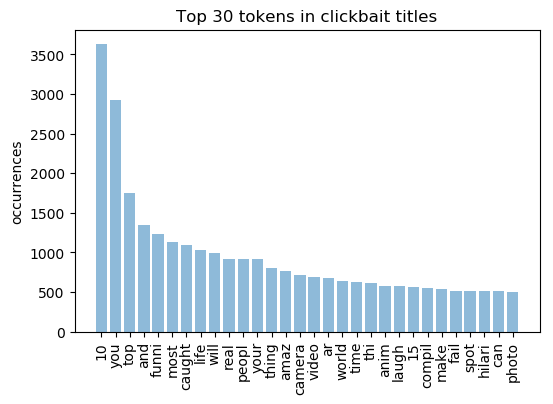 Top 30 tokens in clickbait titles
occurrences
3500
3000
2500
2000
1500
1000
500
0
10
you
top
and
funni
most
caught
life
will
real
peopl
your
thing
amaz
camera
video
ar
world
time
thi
anim
laugh
15
compil
make
fail
spot
hilari
can
photo